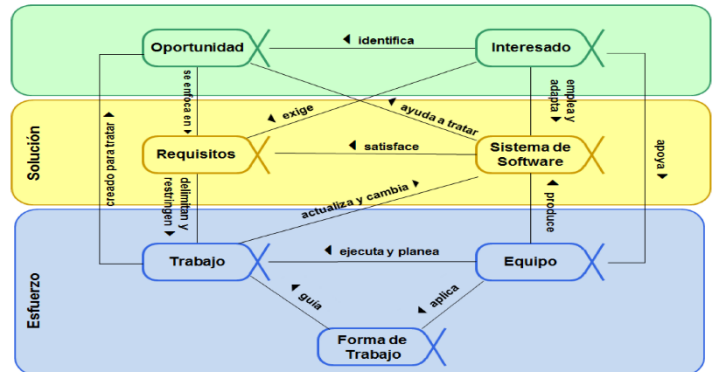 Oportunidad
◄ identifica
Interesado
se enfoca en ►
◄ exige
◄ ayuda a tratar
emplea y
adapta ►
creado para tratar ►
Solución
Requisitos
◄ satisface
Sistema de
Software
apoya ►
delimitan y
restringen ►
actualiza y cambia ►
◄ produce
Esfuerzo
Trabajo
◄ ejecuta y planea
Equipo
◄ guía
◄ aplica
Forma de
Trabajo